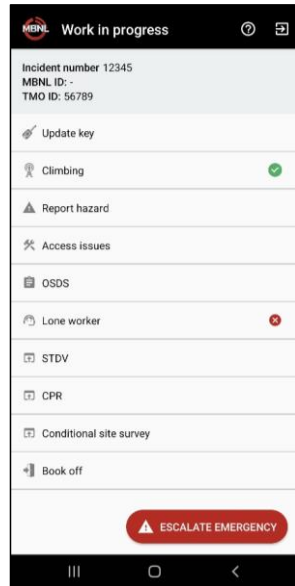 MBNL Work in progress
Incident number 12345
MBNL ID: -
TMO ID: 56789
Update key
Climbing
Report hazard
Access issues
OSDS
Lone worker
STDV
CPR
Conditional site survey
Book off
ESCALATE EMERGENCY